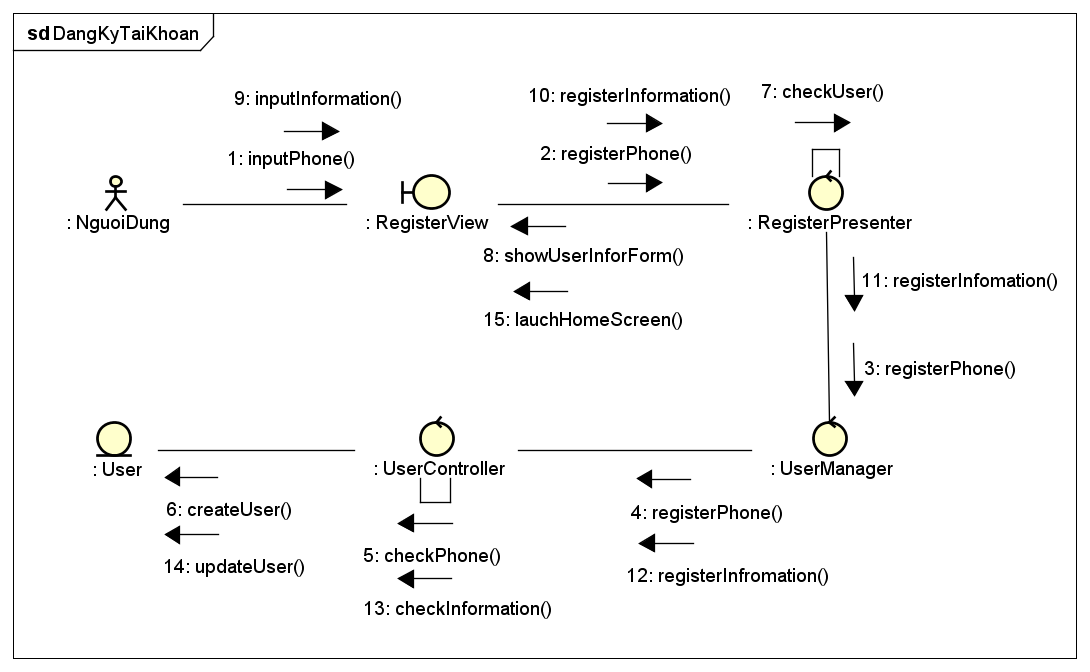 sd DangKyTaiKhoan
9: inputInformation()
1: inputPhone()
10: registerInformation()
2: registerPhone()
7: checkUser()
: NguoiDung
: RegisterView
: RegisterPresenter
8: showUserInforForm()
15: lauchHomeScreen()
11: registerInfomation()
3: registerPhone()
: User
: UserController
: UserManager
6: createUser()
14: updateUser()
5: checkPhone()
13: checkInformation()
4: registerPhone()
12: registerInfromation()